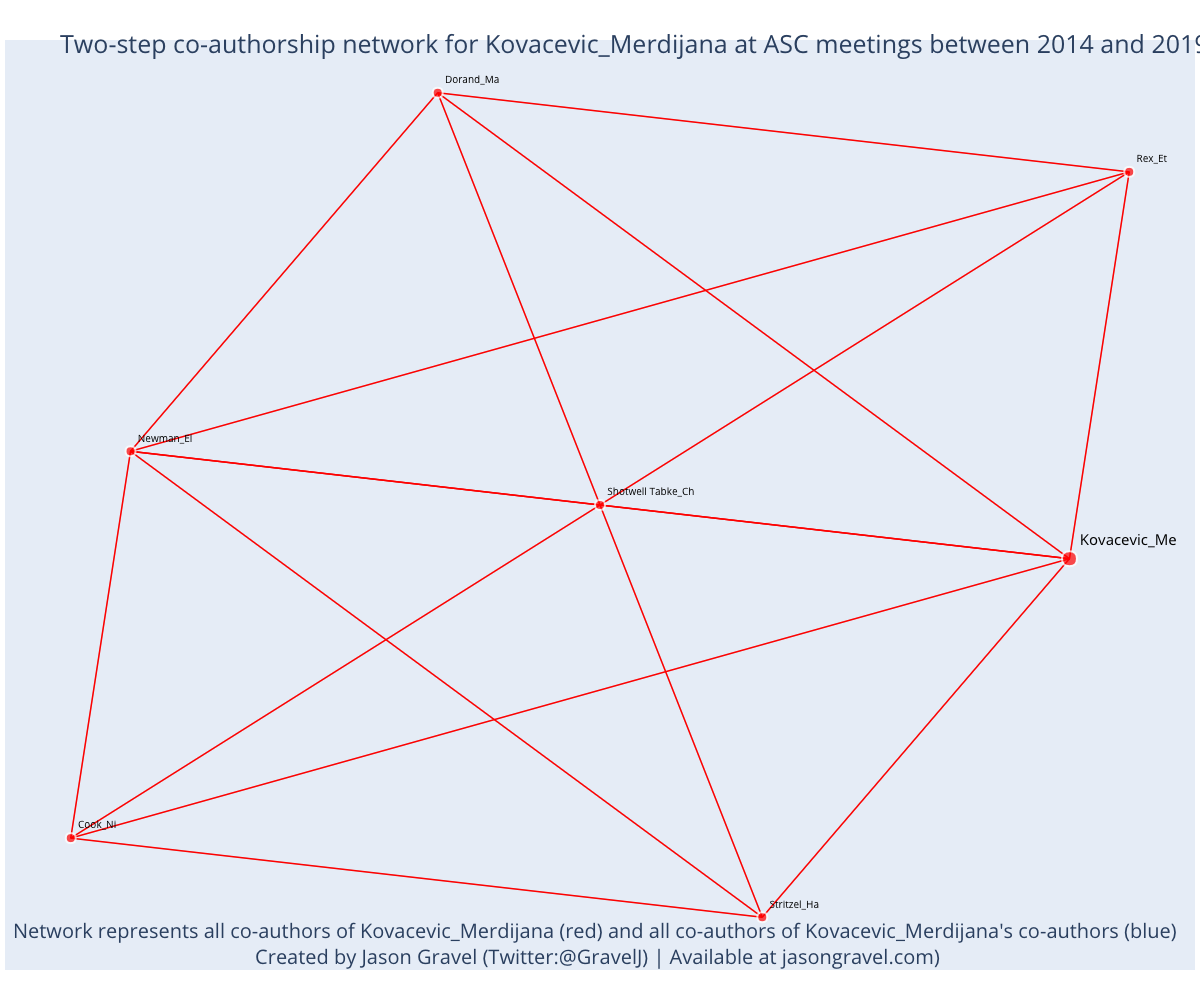 Two-step co-authorship network for Kovacevic_Merdijana at ASC meetings between 2014 and 2019
Dorand_Ma
Rex_Et
Newman_El
Shotwell Tabke_Ch
Kovacevic_Me
Cook_Ni
Stritzel_Ha
Network represents all co-authors of Kovacevic_Merdijana (red) and all co-authors of Kovacevic_Merdijana's co-authors (blue)
Created by Jason Gravel (Twitter:@GravelJ) | Available at jasongravel.com)